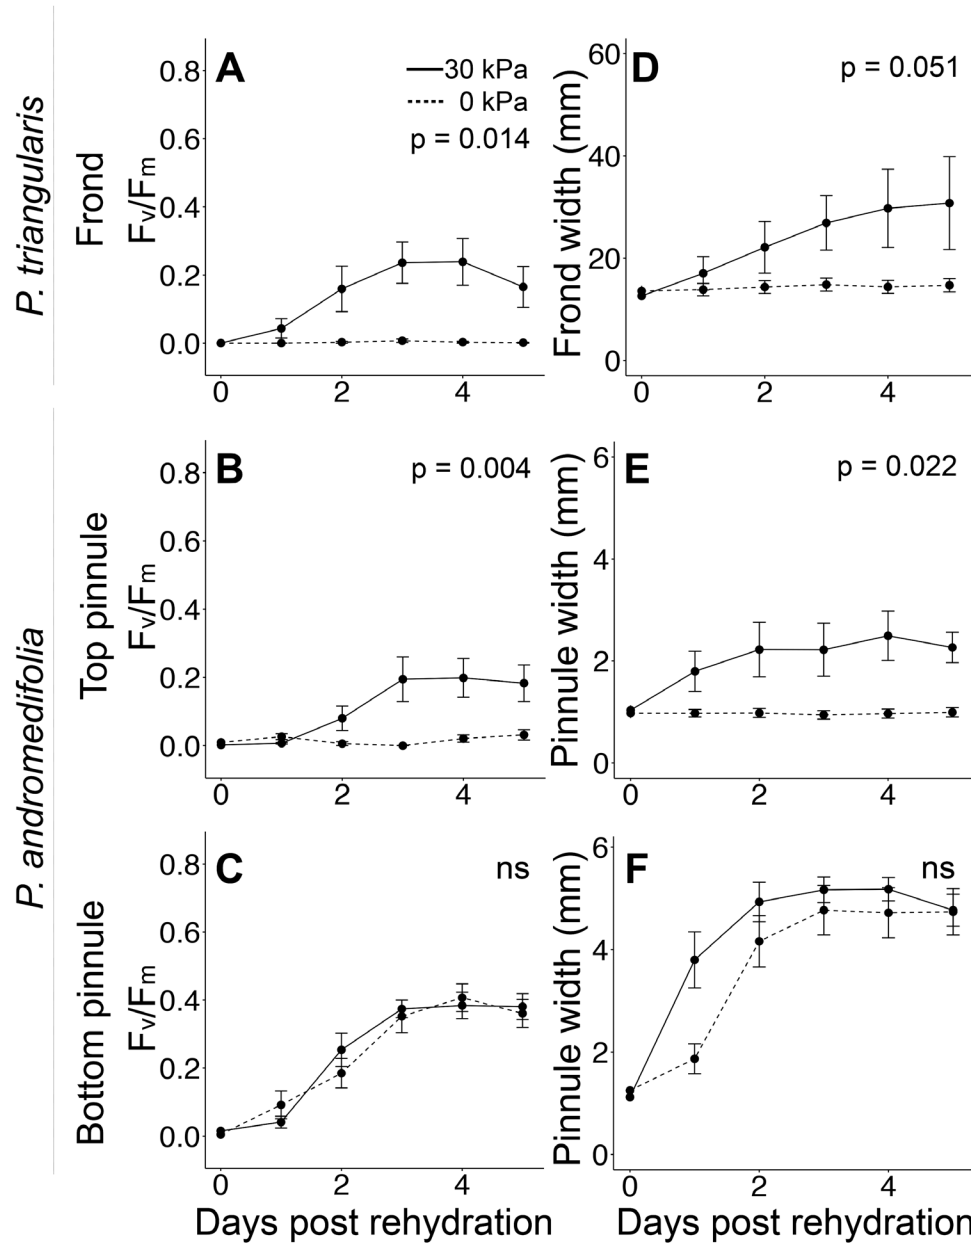 P. triangularis
Frond
Fv/Fm
0.8
0.6
0.4
0.2
0.0
A
30 kPa
0 kPa
p = 0.014
0
2
4
Frond width (mm)
60
40
20
0
D
p = 0.051
0
2
4
P. andromedifolia
Top pinnule
Fv/Fm
0.8
0.6
0.4
0.2
0.0
B
p = 0.004
0
2
4
Pinnule width (mm)
6
4
2
0
E
p = 0.022
0
2
4
Bottom pinnule
Fv/Fm
0.8
0.6
0.4
0.2
0.0
C
ns
0
2
4
Days post rehydration
Pinnule width (mm)
6
4
2
0
F
ns
0
2
4
Days post rehydration